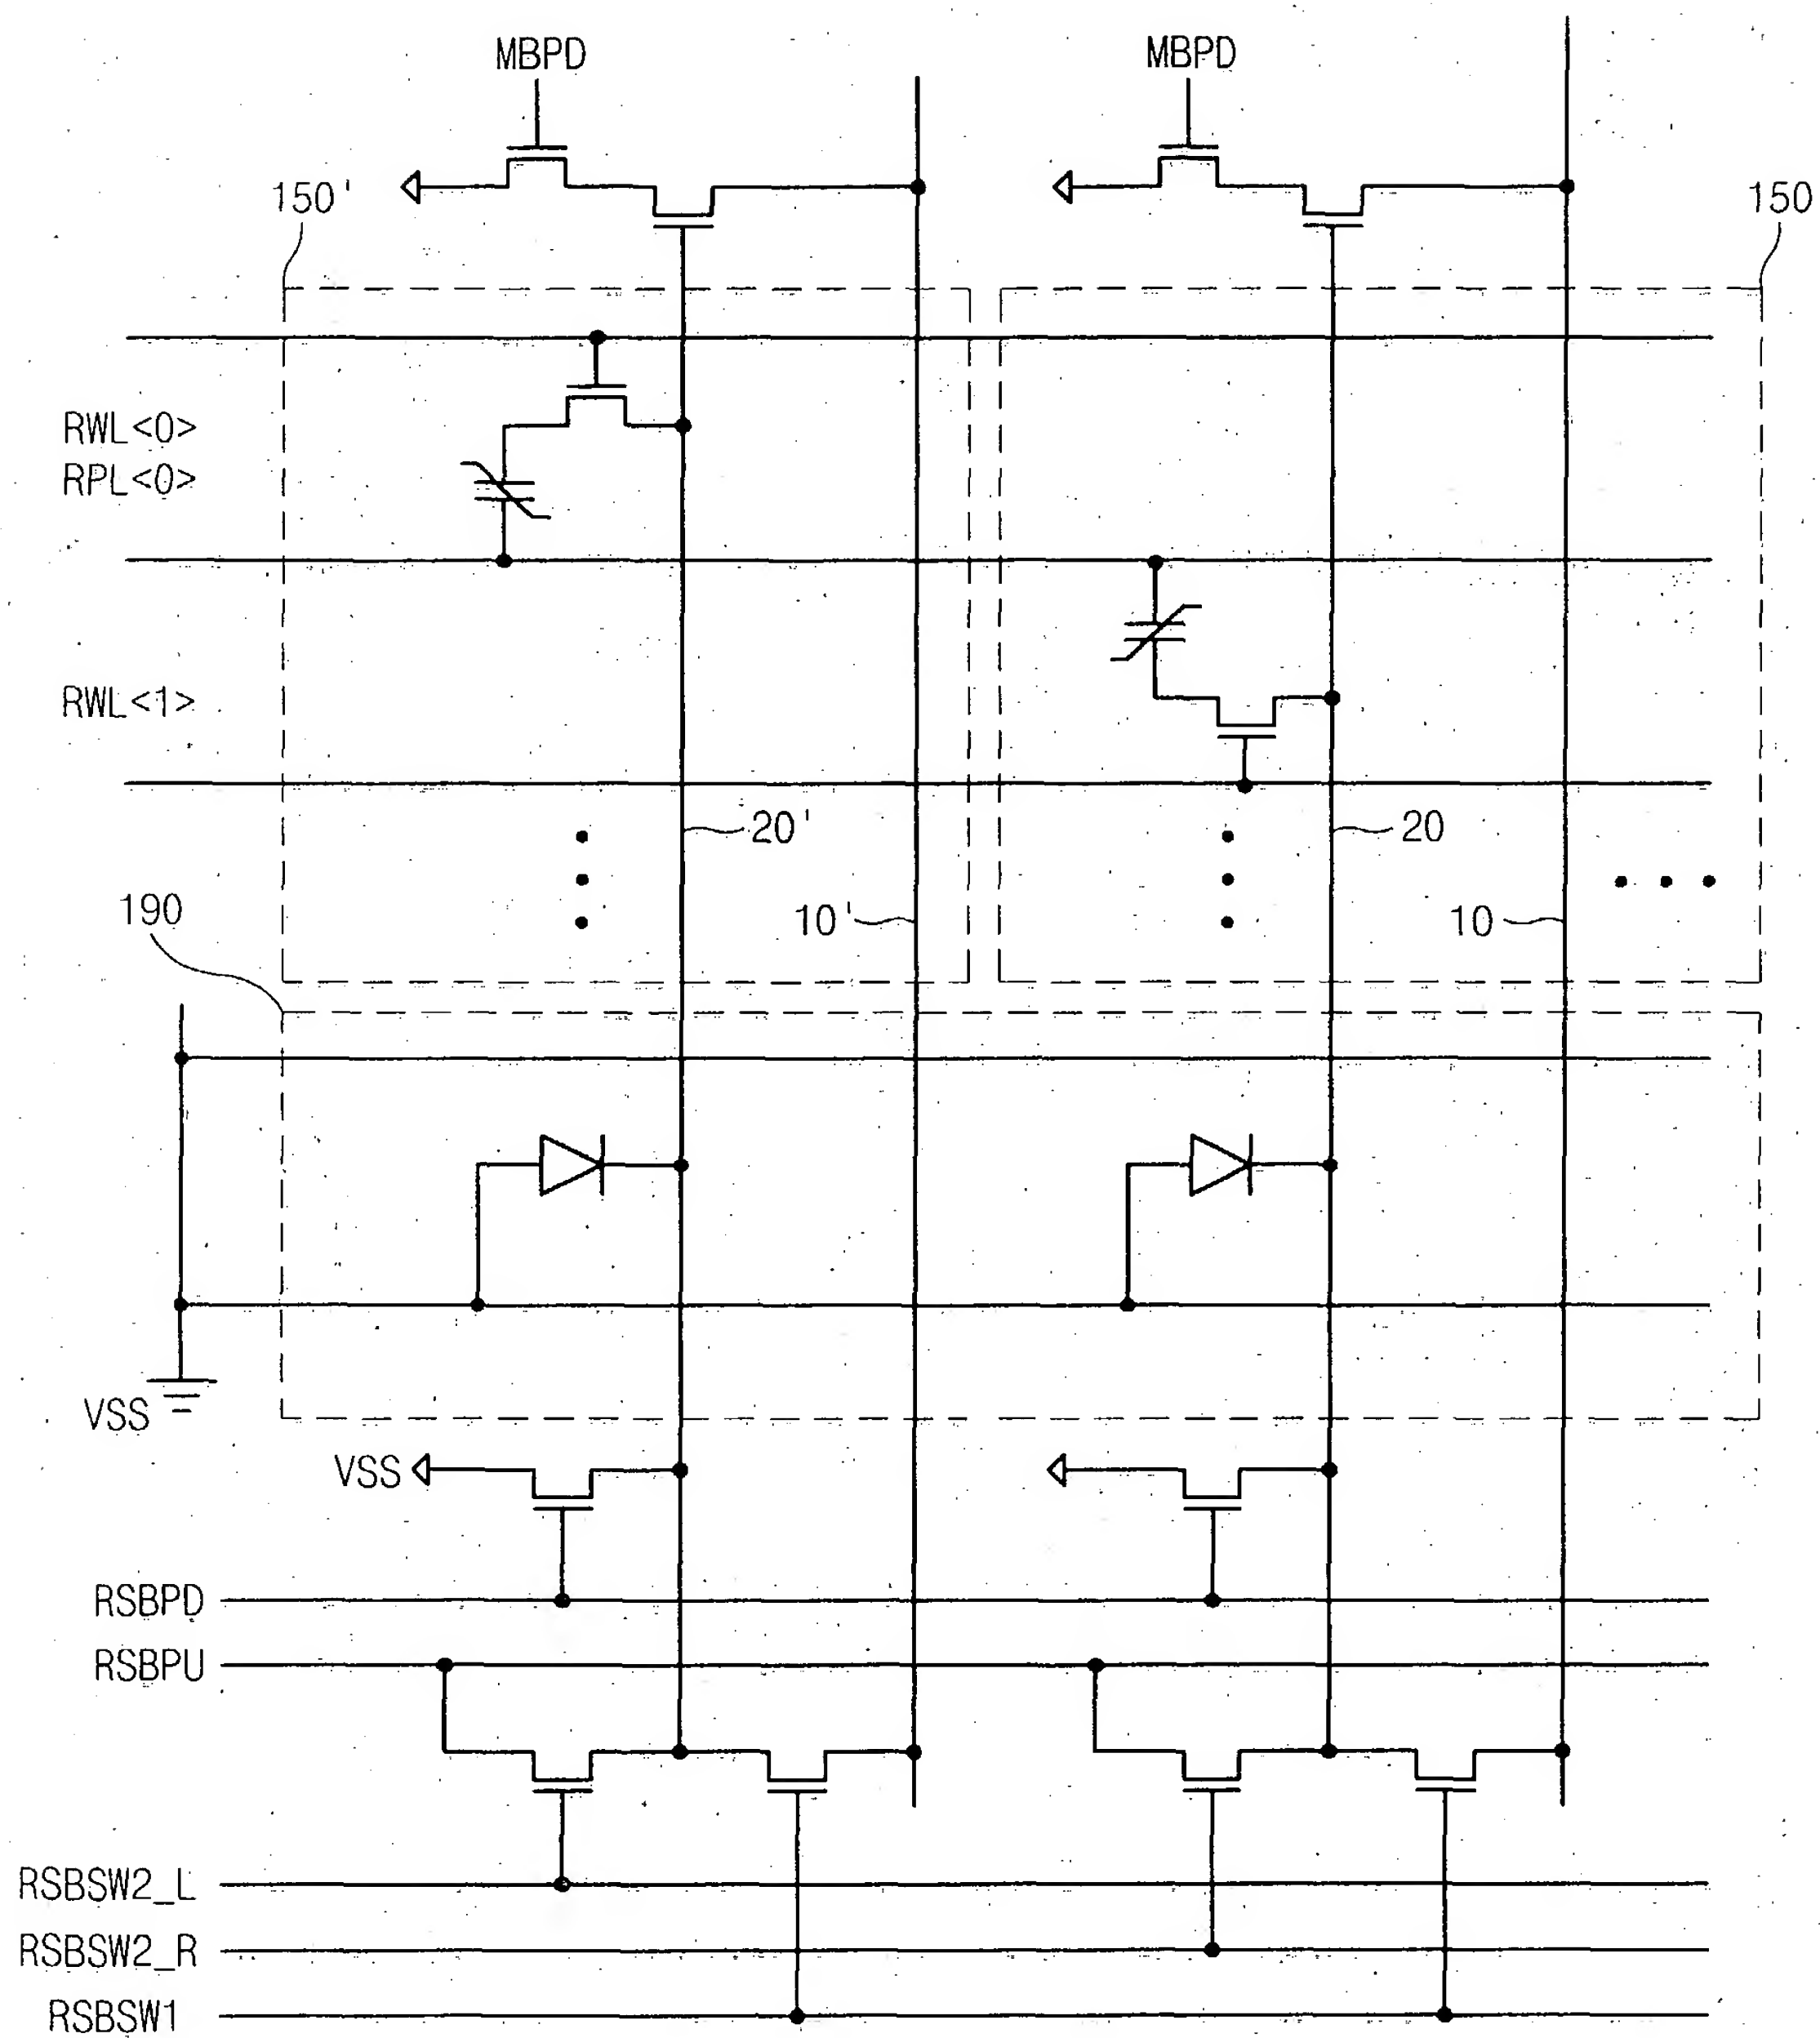 MBPD MBPD
150' 150
RWL<0>
RPL<0>
RWL<1>
20' 20
190 10' 10
VSS
VSS
RSBPD
RSBPU
RSBSW2_L
RSBSW2_R
RSBSW1